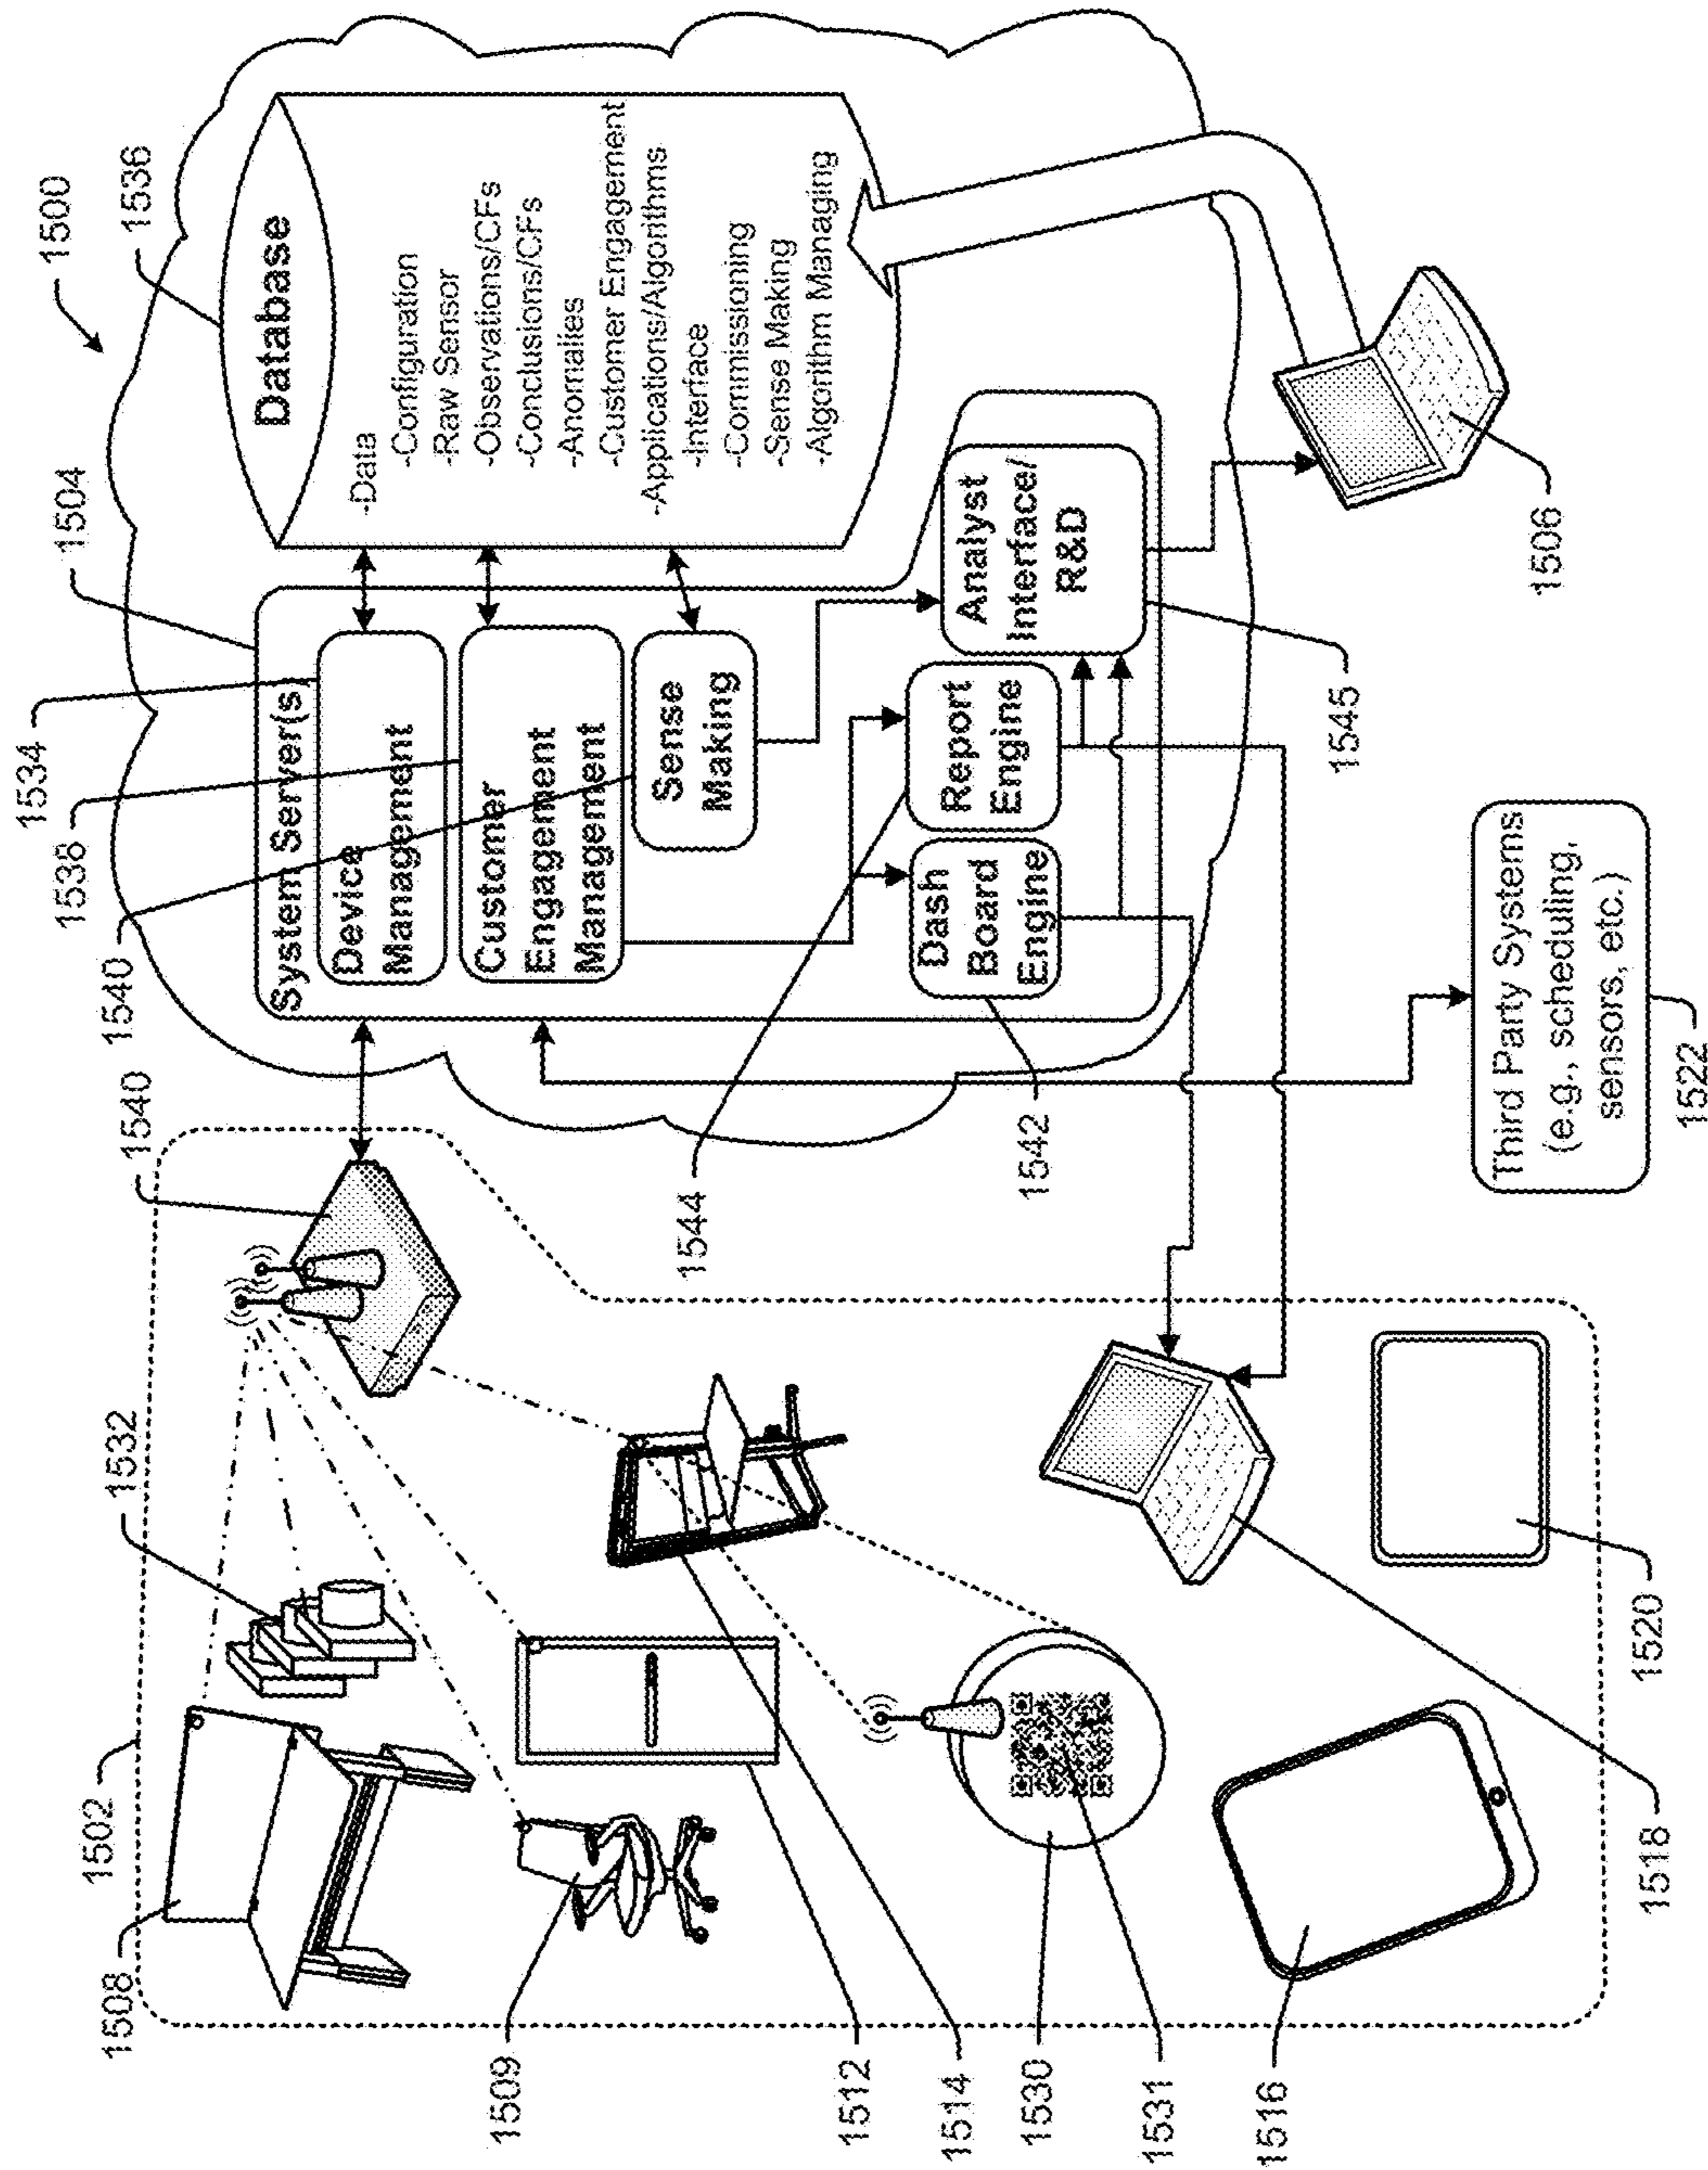 1500
1536
1504
1534
1538
1540
1540
1532
1502
1508
Database
-Data
-Configuration
-Raw Sensor
-Observations/CFs
-Conclusions/CFs
-Anomalies
-Customer Engagement
-Applications/Algorithms
-Interface
-Commissioning
-Sense Making
-Algorithm Managing
System Server(s)
Device
Management
Customer
Engagement
Management
Sense
Making
Dash
Board
Engine
Report
Engine
Analyst
Interface/
R&D
1509
1512
1514
1530
1531
1516
1518
1520
1544
1542
1545
1506
Third Party Systems
(e.g., scheduling,
sensors, etc.)
1522